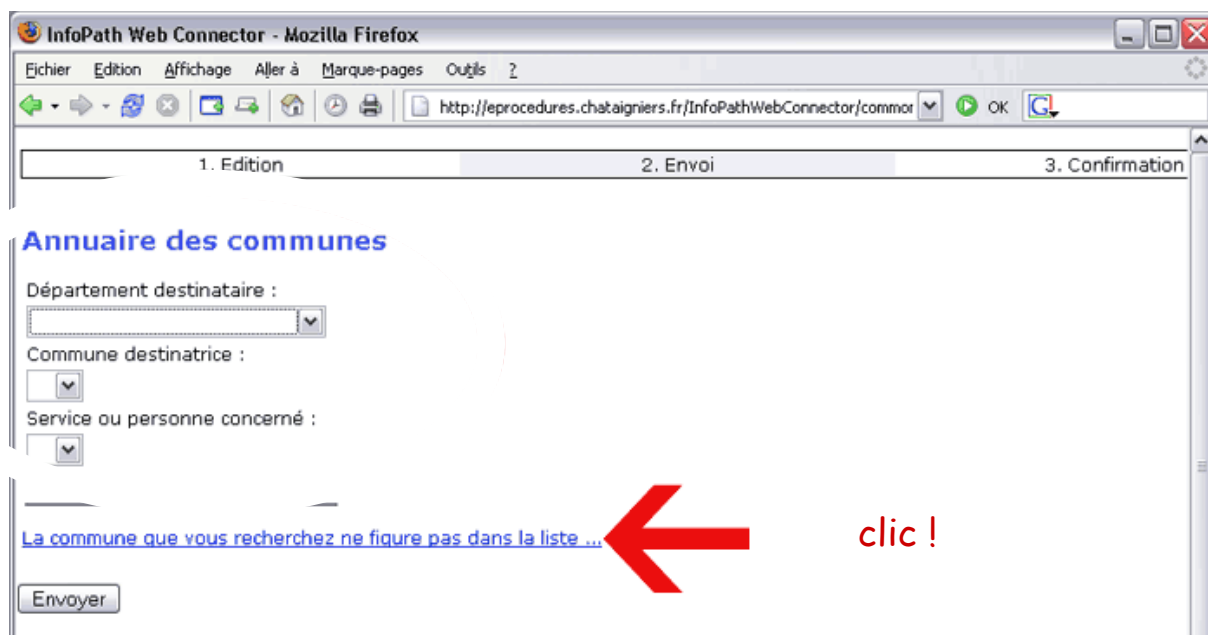 InfoPath Web Connector - Mozilla Firefox
Fichier Edition Affichage Aller à Marque-pages Outils ?
http://eprocedures.chataigniers.fr/InfoPathWebConnector/commor OK G
1. Edition 2. Envoi 3. Confirmation
Annuaire des communes
Département destinataire :
Commune destinatrice :
Service ou personne concerné :
La commune que vous recherchez ne figure pas dans la liste ...
clic !
Envoyer